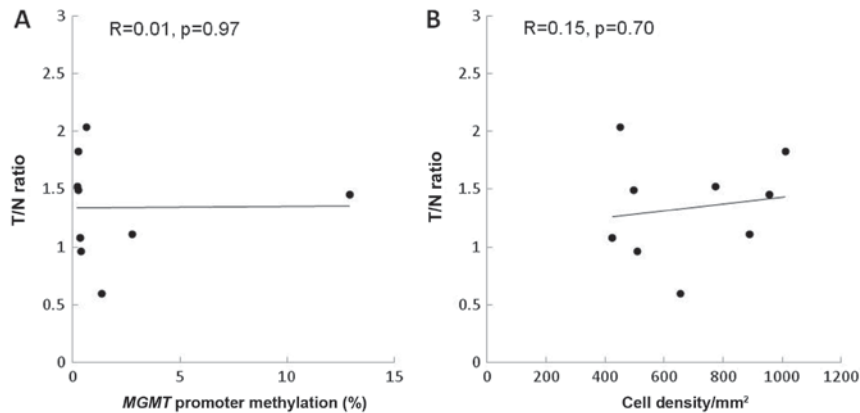 A
R=0.01, p=0.97
3
2.5
2
1.5
1
0.5
0
T/N ratio
0 5 10 15
MGMT promoter methylation (%)
B
R=0.15, p=0.70
3
2.5
2
1.5
1
0.5
0
T/N ratio
0 200 400 600 800 1000 1200
Cell density/mm²